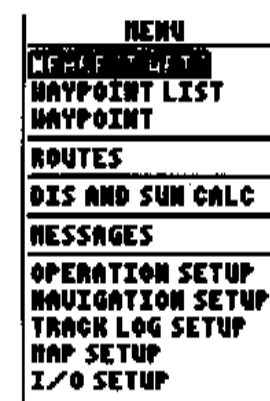 MENU
WAYPOINT LIST
WAYPOINT
ROUTES
DIS AND SUN CALC
MESSAGES
OPERATION SETUP
NAVIGATION SETUP
TRACK LOG SETUP
MAP SETUP
I/O SETUP